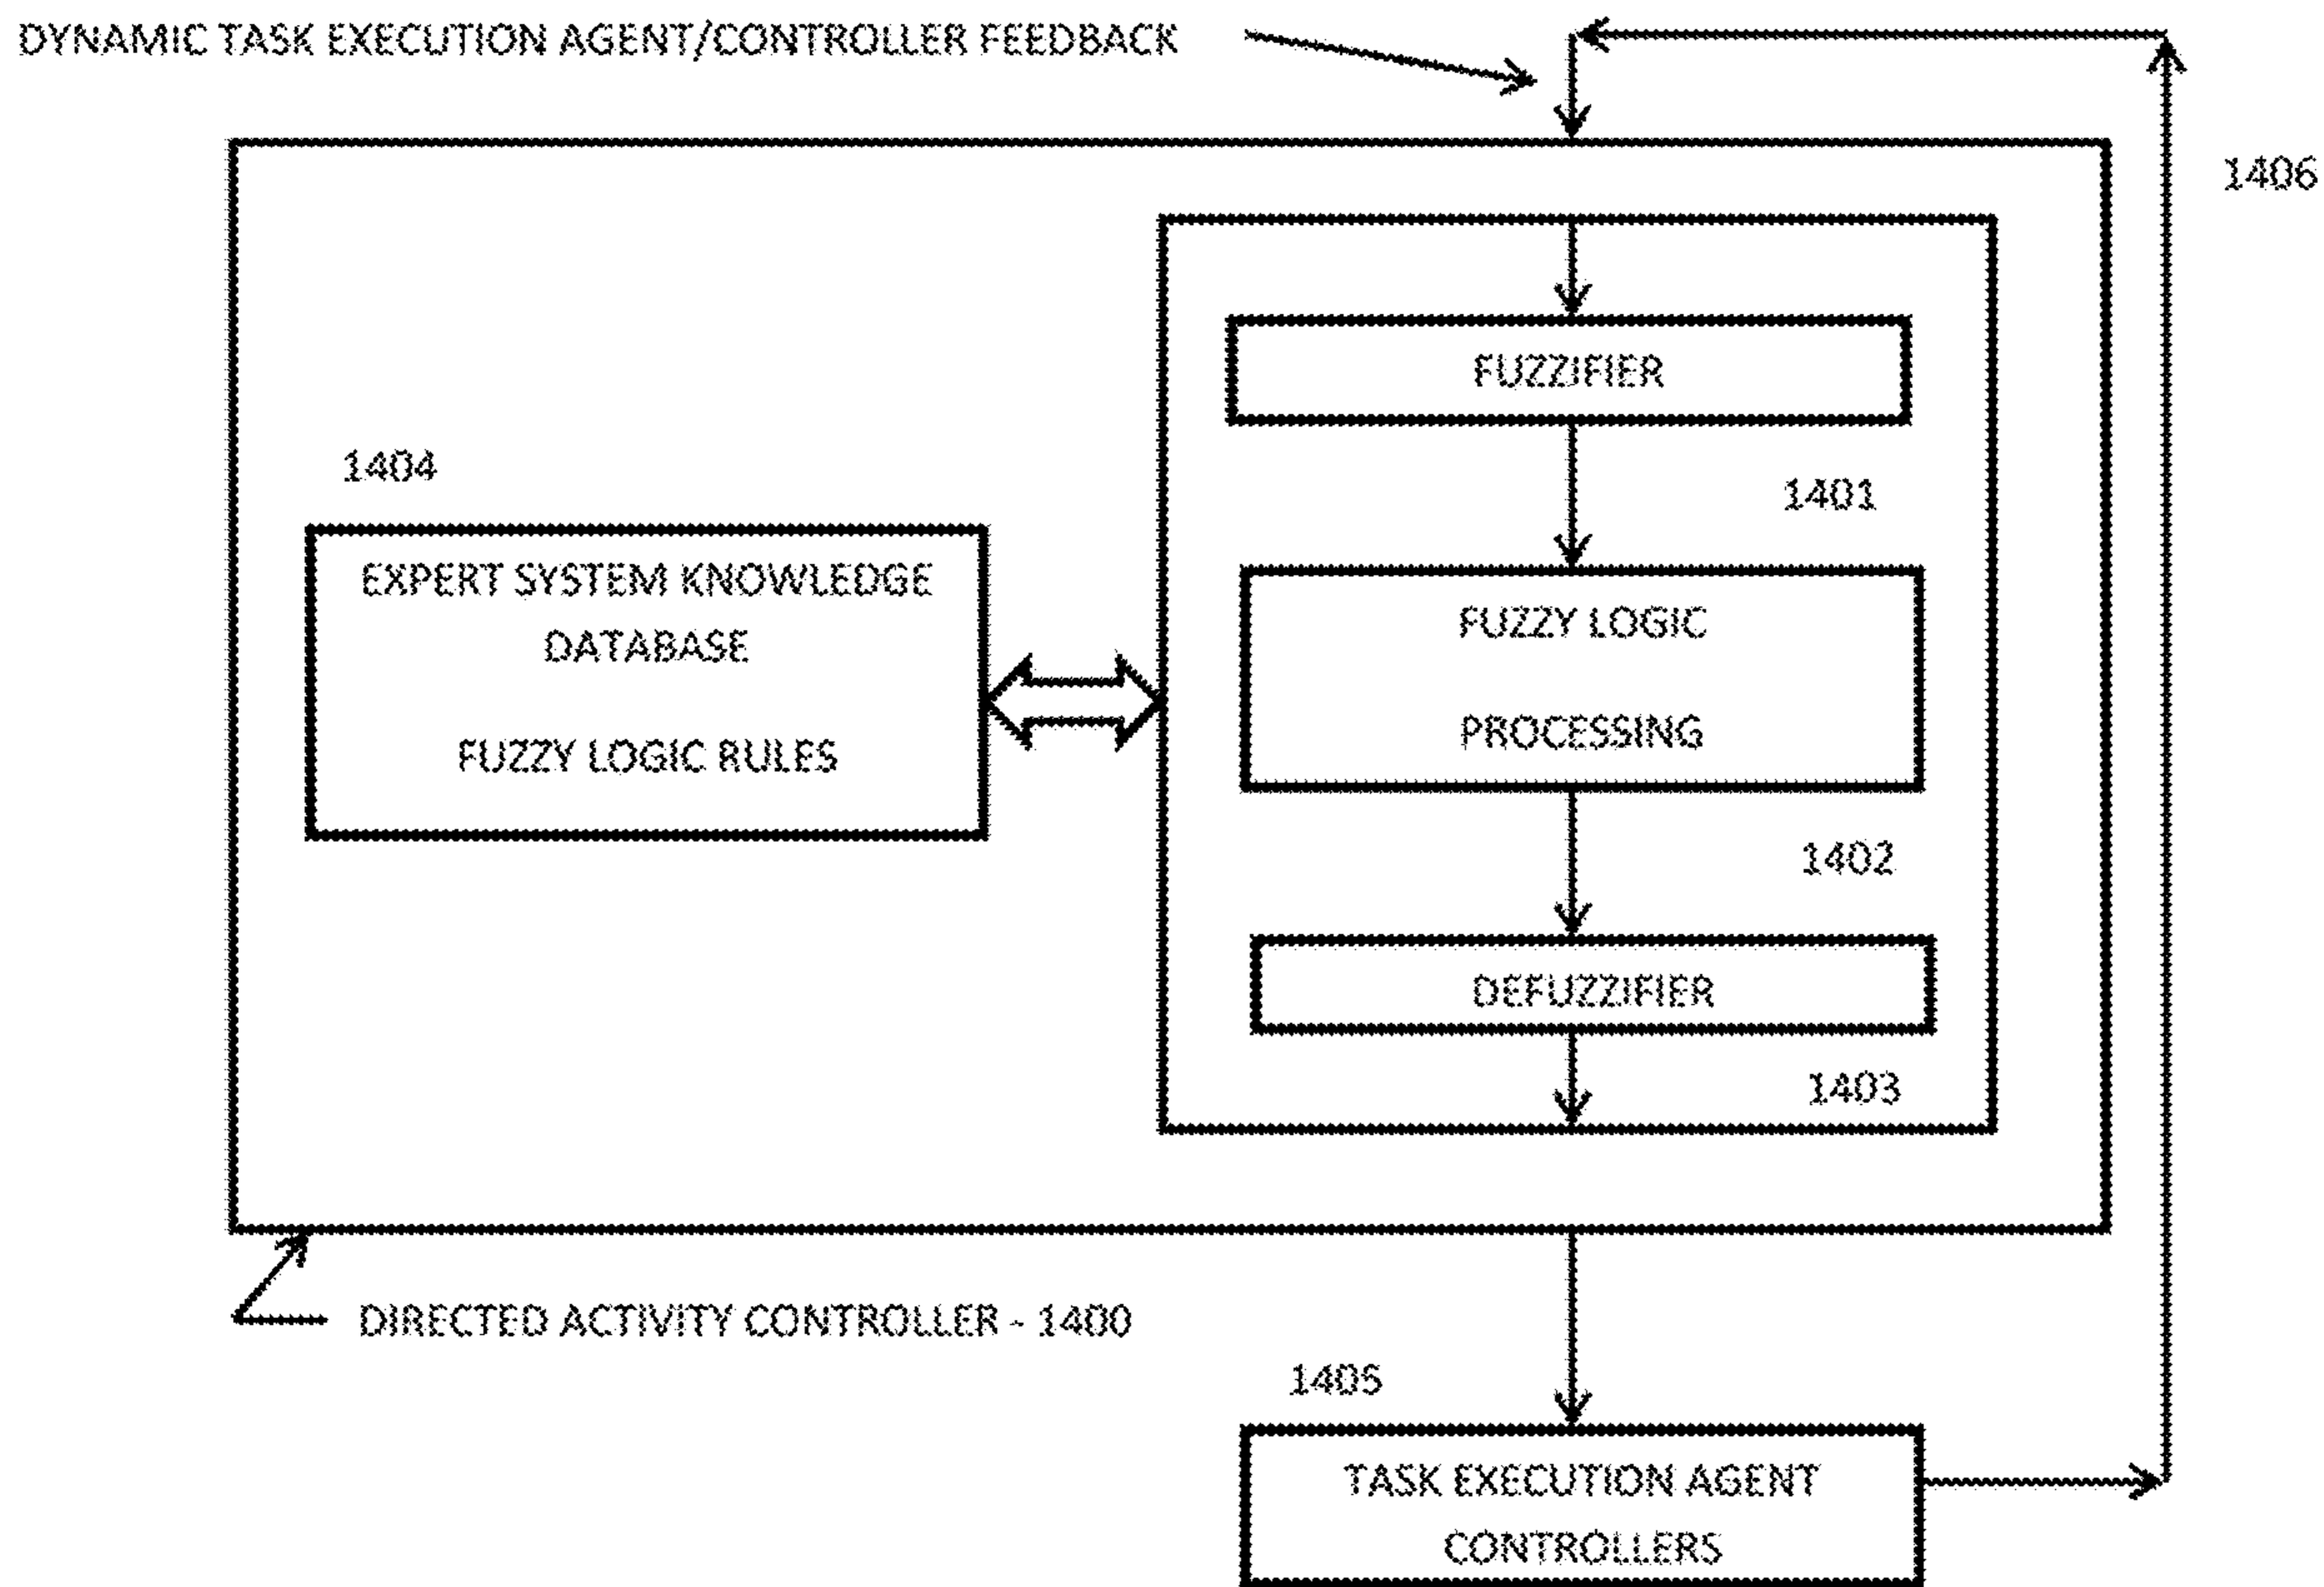 DYNAMIC TASK EXECUTION AGENT/CONTROLLER FEEDBACK
1406
FUZZIFIER
1404
1401
EXPERT SYSTEM KNOWLEDGE
DATABASE
FUZZY LOGIC RULES
FUZZY LOGIC
PROCESSING
1402
DEFUZZIFIER
1403
DIRECTED ACTIVITY CONTROLLER - 1400
1405
TASK EXECUTION AGENT
CONTROLLERS